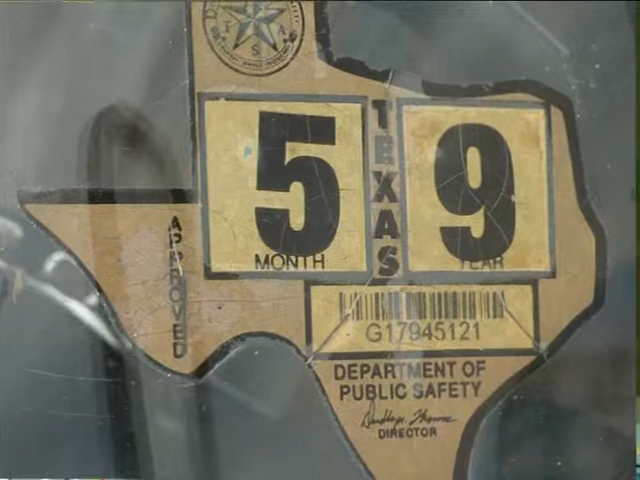 5
MONTH
TEXAS
9
YEAR
APPROVED
G17945121
DEPARTMENT OF
PUBLIC SAFETY
DIRECTOR